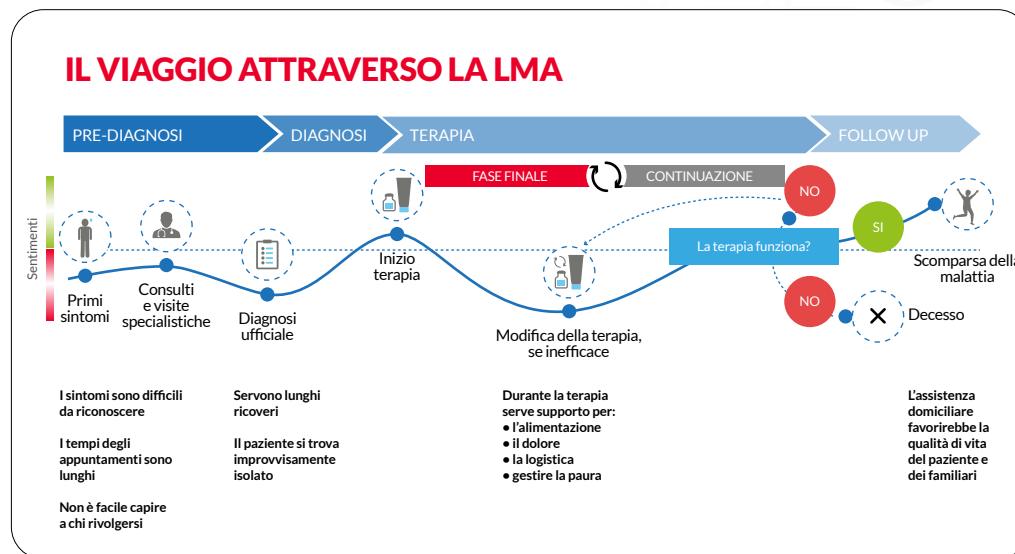 IL VIAGGIO ATTRAVERSO LA LMA
PRE-DIAGNOSI
DIAGNOSI
TERAPIA
FOLLOW UP
FASE FINALE
CONTINUAZIONE
Sentimenti
Primi
sintomi
Consulti
e visite
specialistiche
Diagnosi
ufficiale
Inizio
terapia
Modifica della terapia,
se inefficace
La terapia funziona?
NO
SI
NO
Scomparsa della
malattia
Decesso
I sintomi sono difficili
da riconoscere
I tempi degli
appuntamenti sono
lunghi
Non è facile capire
a chi rivolgersi
Servono lunghi
ricoveri
Il paziente si trova
improvvisamente
isolato
Durante la terapia
serve supporto per:
• l'alimentazione
• il dolore
• la logistica
• gestire la paura
L'assistenza
domiciliare
favorirebbe la
qualità di vita
del paziente e
dei familiari